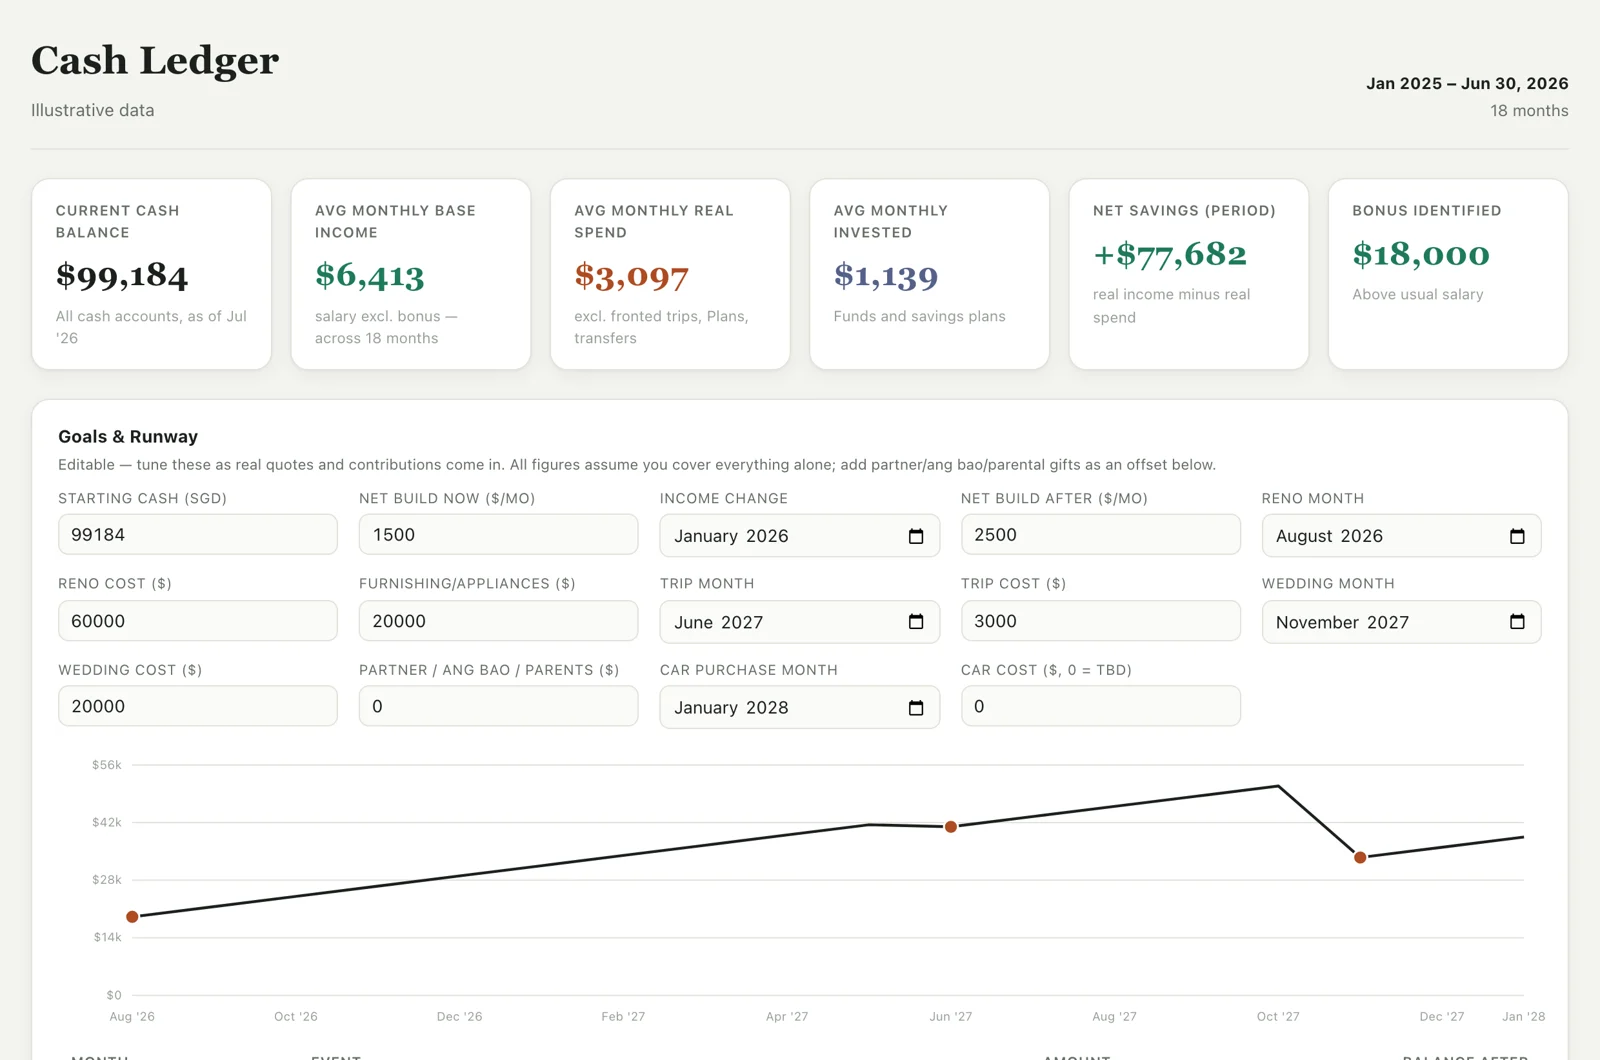 Cash Ledger
Illustrative data
Jan 2025 – Jun 30, 2026
18 months
CURRENT CASH
BALANCE
$99,184
All cash accounts, as of Jul
'26
AVG MONTHLY BASE
INCOME
$6,413
salary excl. bonus —
across 18 months
AVG MONTHLY REAL
SPEND
$3,097
excl. fronted trips, Plans,
transfers
AVG MONTHLY
INVESTED
$1,139
Funds and savings plans
NET SAVINGS (PERIOD)
+$77,682
real income minus real
spend
BONUS IDENTIFIED
$18,000
Above usual salary
Goals & Runway
Editable — tune these as real quotes and contributions come in. All figures assume you cover everything alone; add partner/ang bao/parental gifts as an offset below.
STARTING CASH (SGD)
99184
NET BUILD NOW ($/MO)
1500
INCOME CHANGE
January 2026
NET BUILD AFTER ($/MO)
2500
RENO MONTH
August 2026
RENO COST ($)
60000
FURNISHING/APPLIANCES ($)
20000
TRIP MONTH
June 2027
TRIP COST ($)
3000
WEDDING MONTH
November 2027
WEDDING COST ($)
20000
PARTNER / ANG BAO / PARENTS ($)
0
CAR PURCHASE MONTH
January 2028
CAR COST ($, 0 = TBD)
0
$56k
$42k
$28k
$14k
$0
Aug '26
Oct '26
Dec '26
Feb '27
Apr '27
Jun '27
Aug '27
Oct '27
Dec '27
Jan '28
MONTH
EVENT
AMOUNT
BALANCE AFTER